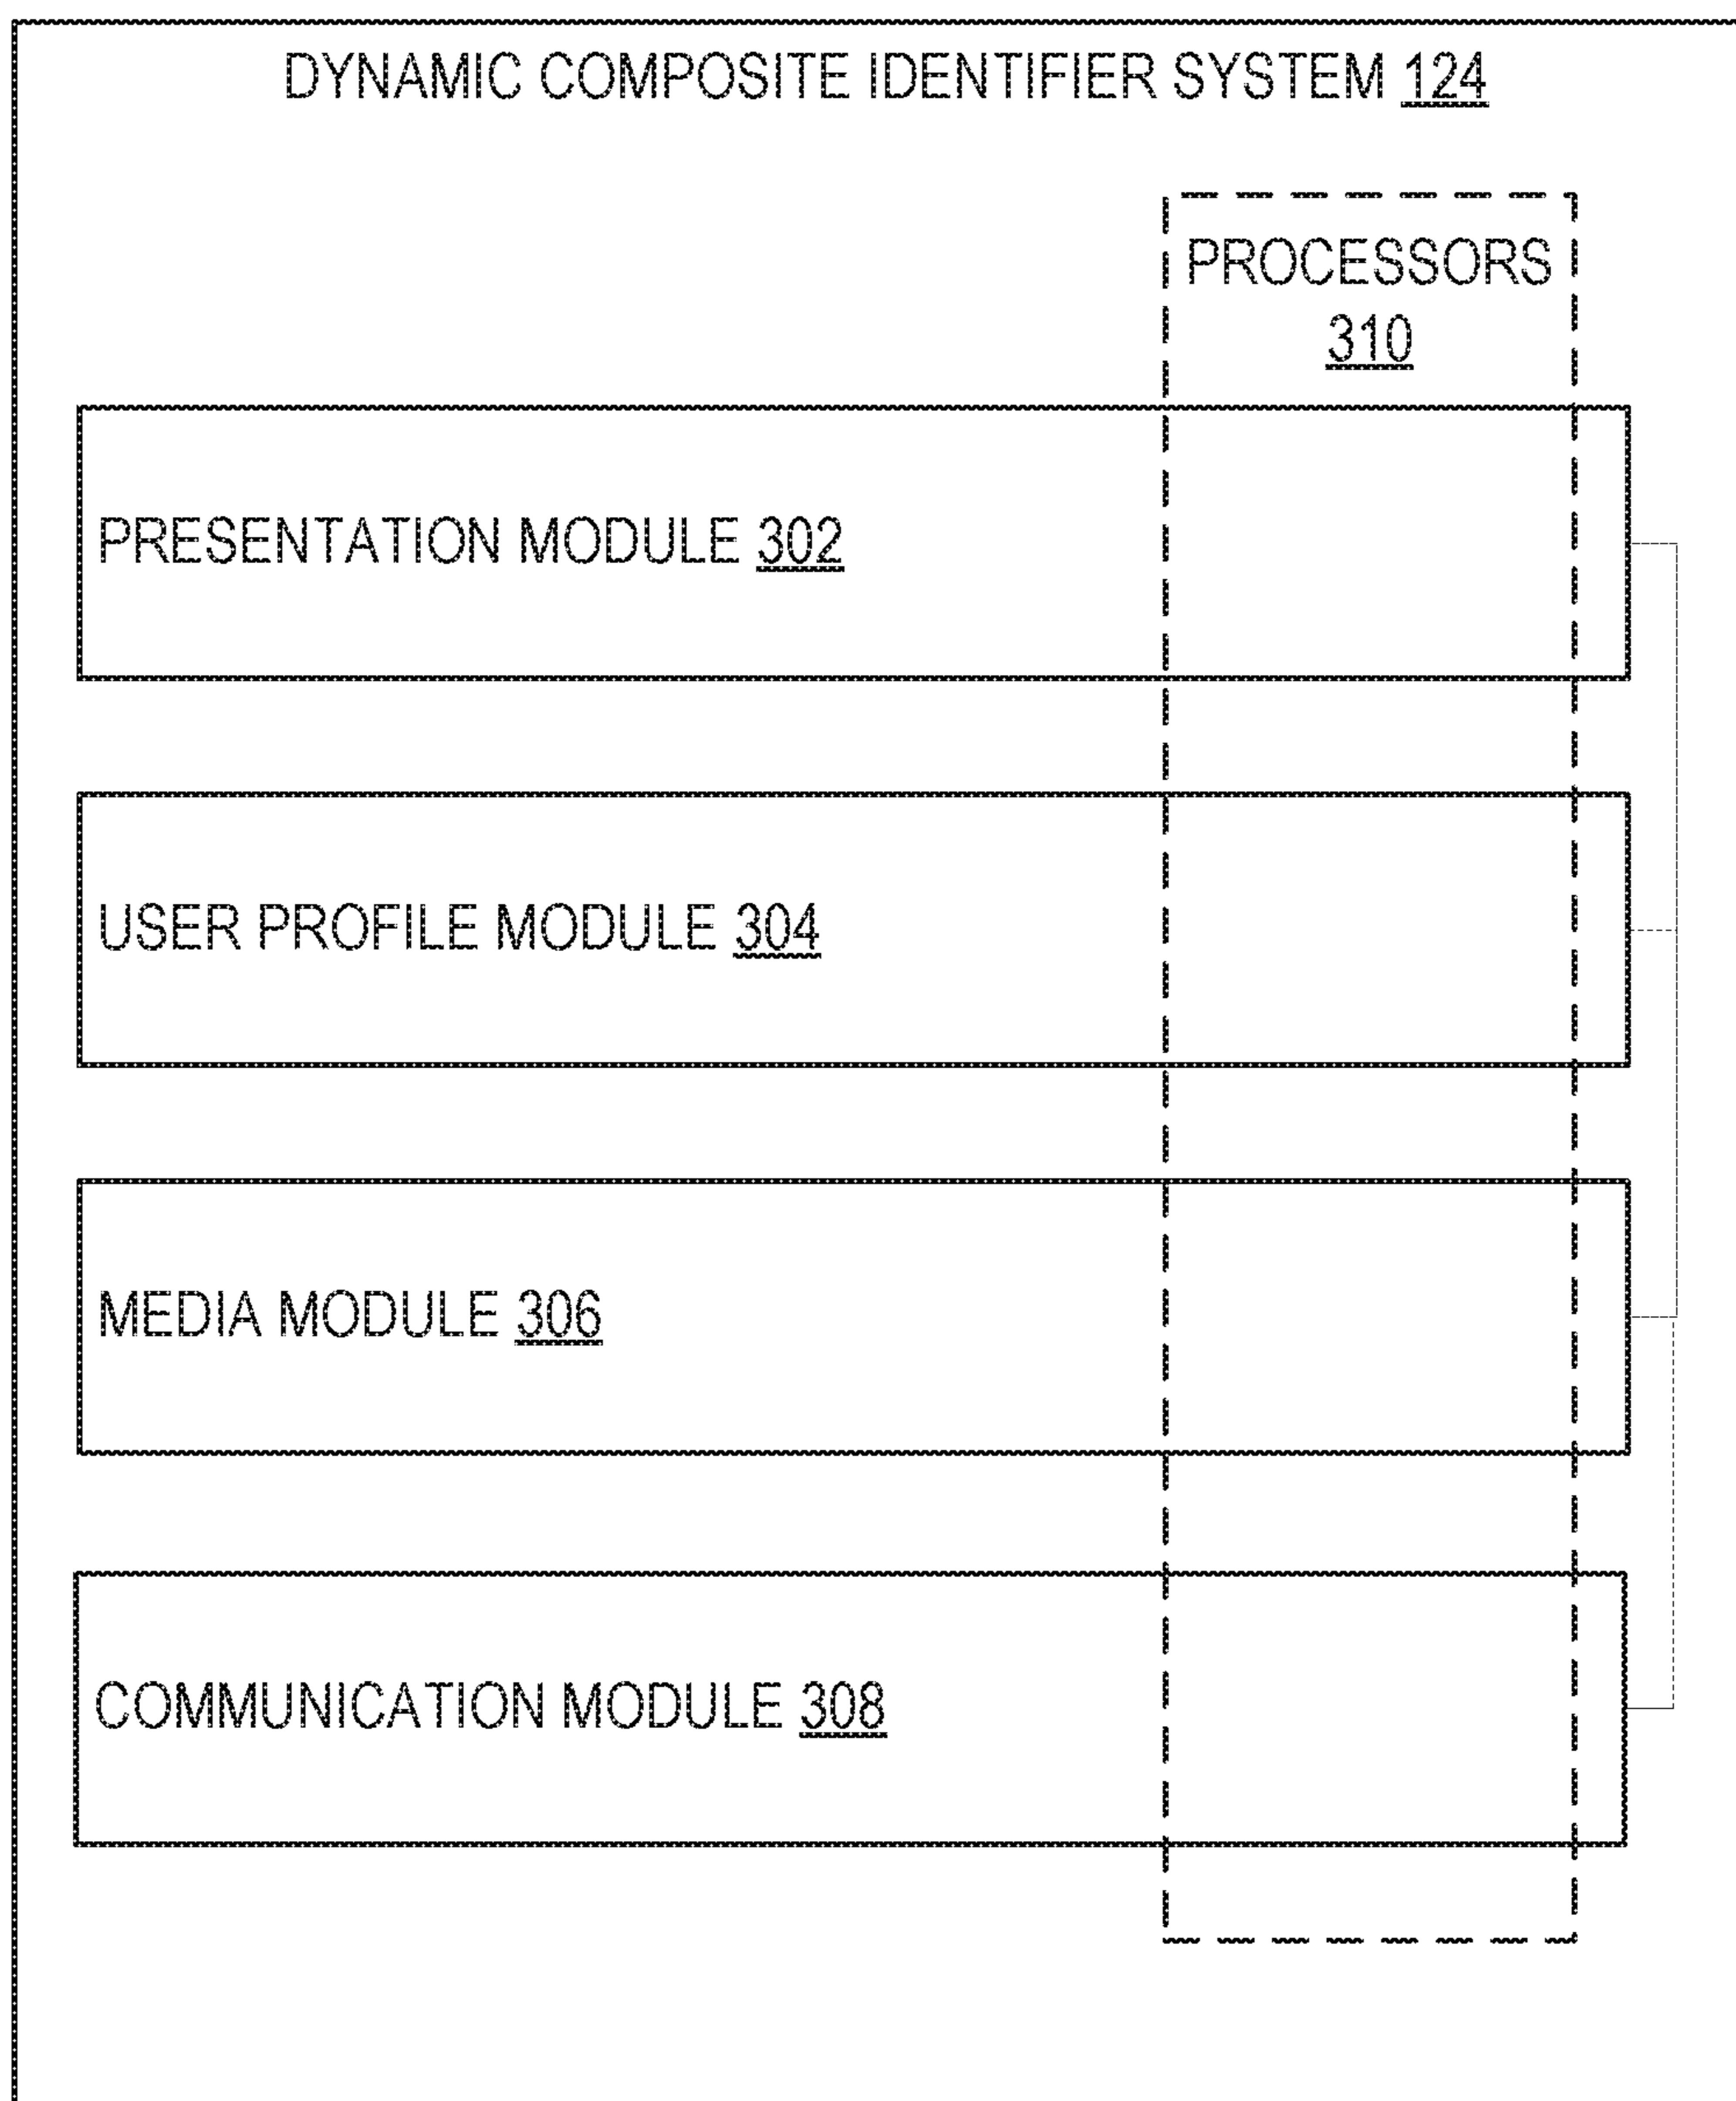 DYNAMIC COMPOSITE IDENTIFIER SYSTEM 124
PROCESSORS
310
PRESENTATION MODULE 302
USER PROFILE MODULE 304
MEDIA MODULE 306
COMMUNICATION MODULE 308